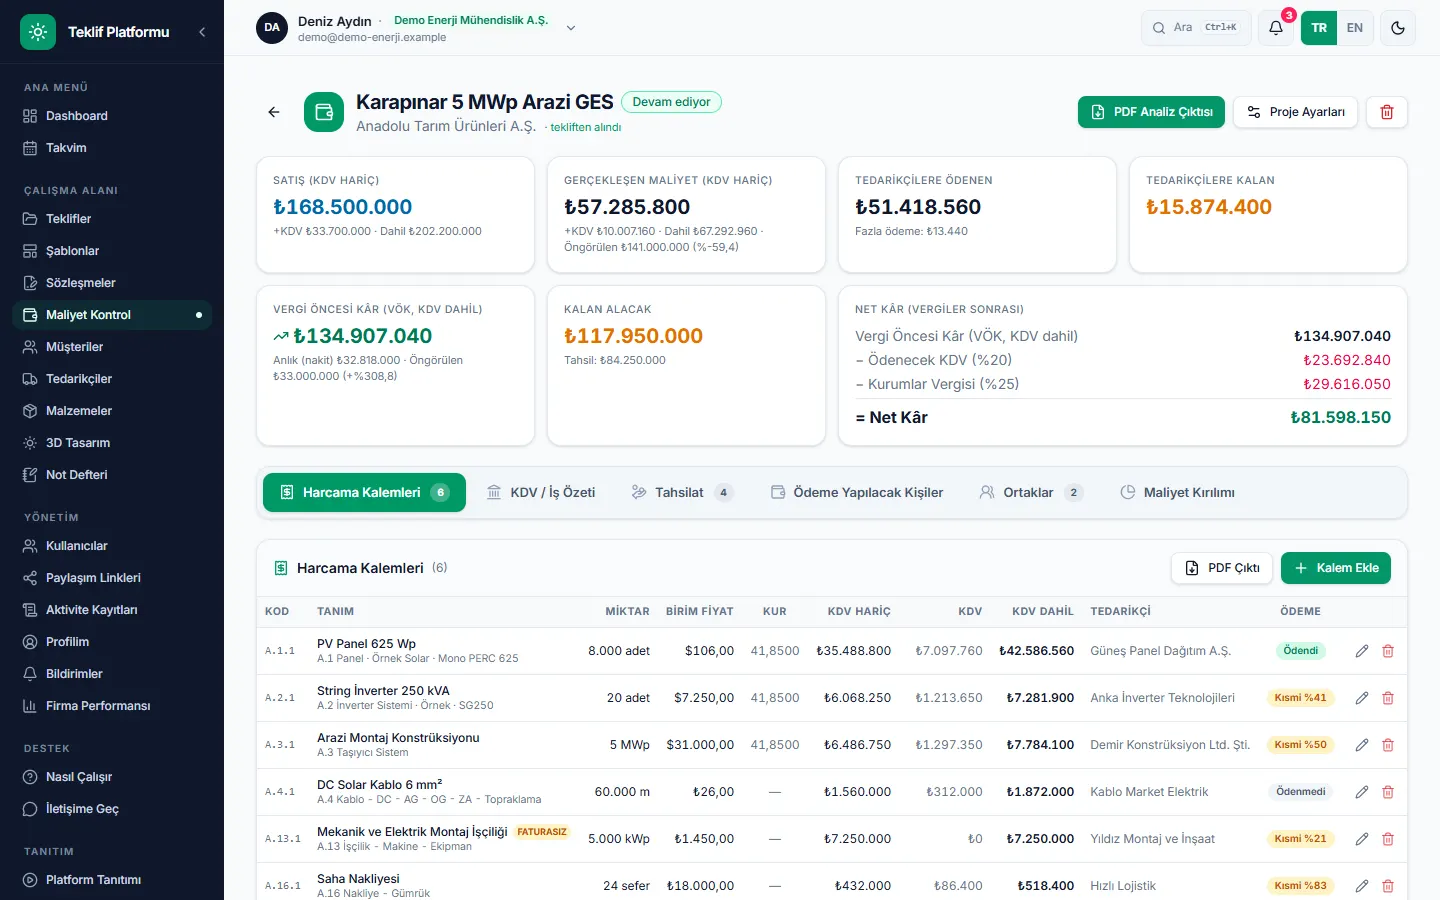 Teklif Platformu
ANA MENÜ
Dashboard
Takvim
ÇALIŞMA ALANI
Teklifler
Şablonlar
Sözleşmeler
Maliyet Kontrol
Müşteriler
Tedarikçiler
Malzemeler
3D Tasarım
Not Defteri
YÖNETİM
Kullanıcılar
Paylaşım Linkleri
Aktivite Kayıtları
Profilim
Bildirimler
Firma Performansı
DESTEK
Nasıl Çalışır
İletişime Geç
TANITIM
Platform Tanıtımı
DA
Deniz Aydın · Demo Enerji Mühendislik A.Ş.
demo@demo-enerji.example
Ara Ctrl+K
3
TR EN
Karapınar 5 MWp Arazi GES Devam ediyor
Anadolu Tarım Ürünleri A.Ş. · tekliften alındı
PDF Analiz Çıktısı Proje Ayarları
SATIŞ (KDV HARİÇ)
₺168.500.000
+KDV ₺33.700.000 · Dahil ₺202.200.000
GERÇEKLEŞEN MALİYET (KDV HARİÇ)
₺57.285.800
+KDV ₺10.007.160 · Dahil ₺67.292.960 ·
Öngörülen ₺141.000.000 (%-59,4)
TEDARİKÇİLERE ÖDENEN
₺51.418.560
Fazla ödeme: ₺13.440
TEDARİKÇİLERE KALAN
₺15.874.400
VERGİ ÖNCESİ KÂR (VÖK, KDV DAHİL)
₺134.907.040
Anlık (nakit) ₺32.818.000 · Öngörülen
₺33.000.000 (+%308,8)
KALAN ALACAK
₺117.950.000
Tahsil: ₺84.250.000
NET KÂR (VERGİLER SONRASI)
Vergi Öncesi Kâr (VÖK, KDV dahil) ₺134.907.040
− Ödenecek KDV (%20) ₺23.692.840
− Kurumlar Vergisi (%25) ₺29.616.050
= Net Kâr ₺81.598.150
Harcama Kalemleri 6 KDV / İş Özeti Tahsilat 4 Ödeme Yapılacak Kişiler Ortaklar 2 Maliyet Kırılımı
Harcama Kalemleri (6)
PDF Çıktı + Kalem Ekle
KOD TANIM MİKTAR BİRİM FİYAT KUR KDV HARİÇ KDV KDV DAHİL TEDARİKÇİ ÖDEME
A.1.1 PV Panel 625 Wp 8.000 adet $106,00 41,8500 ₺35.488.800 ₺7.097.760 ₺42.586.560 Güneş Panel Dağıtım A.Ş. Ödendi
A.1 Panel · Örnek Solar · Mono PERC 625
A.2.1 String İnverter 250 kVA 20 adet $7.250,00 41,8500 ₺6.068.250 ₺1.213.650 ₺7.281.900 Anka İnverter Teknolojileri Kısmi %41
A.2 İnverter Sistemi · Örnek · SG250
A.3.1 Arazi Montaj Konstrüksiyonu 5 MWp $31.000,00 41,8500 ₺6.486.750 ₺1.297.350 ₺7.784.100 Demir Konstrüksiyon Ltd. Şti. Kısmi %50
A.3 Taşıyıcı Sistem
A.4.1 DC Solar Kablo 6 mm² 60.000 m ₺26,00 — ₺1.560.000 ₺312.000 ₺1.872.000 Kablo Market Elektrik Ödenmedi
A.4 Kablo - DC - AG - OG - ZA - Topraklama
A.13.1 Mekanik ve Elektrik Montaj İşçiliği FATURASIZ 5.000 kWp ₺1.450,00 — ₺7.250.000 ₺0 ₺7.250.000 Yıldız Montaj ve İnşaat Kısmi %21
A.13 İşçilik - Makine - Ekipman
A.16.1 Saha Nakliyesi 24 sefer ₺18.000,00 — ₺432.000 ₺86.400 ₺518.400 Hızlı Lojistik Kısmi %83
A.16 Nakliye - Gümrük